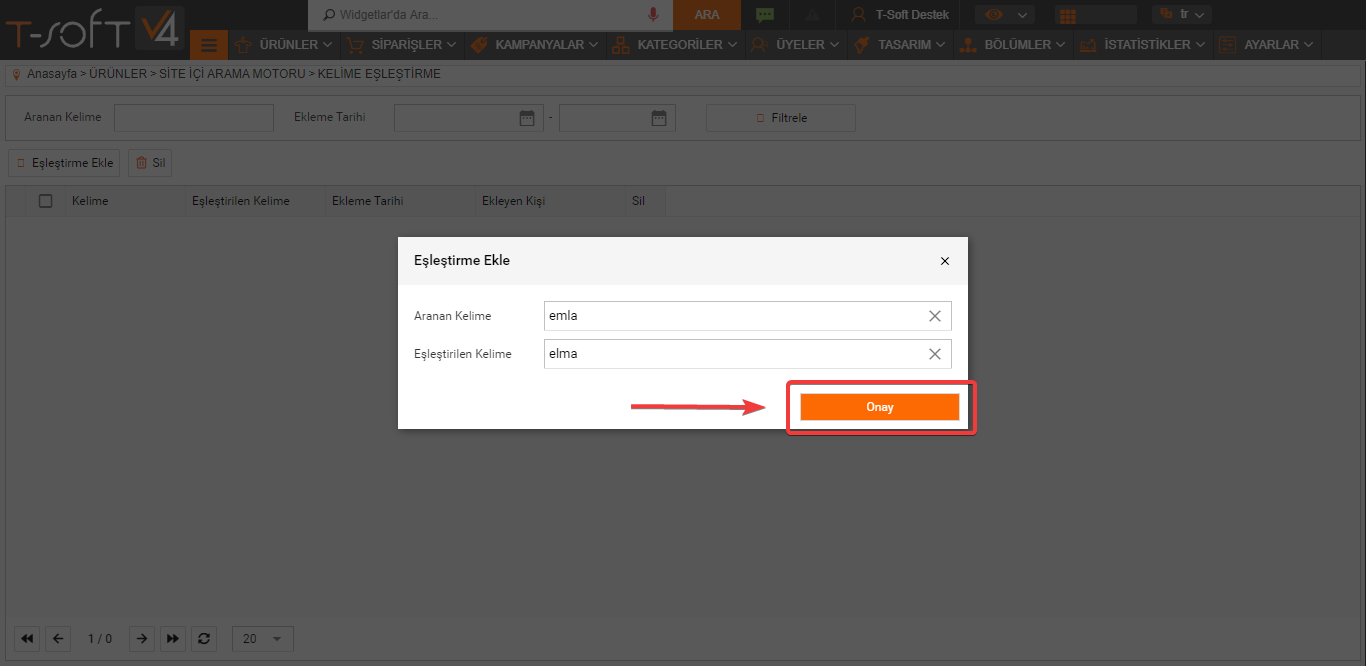 T-SOFT V4
Widgetlar'da Ara...
ARA
T-Soft Destek
tr
ÜRÜNLER
SİPARİŞLER
KAMPANYALAR
KATEGORİLER
ÜYELER
TASARIM
BÖLÜMLER
İSTATİSTİKLER
AYARLAR
Anasayfa > ÜRÜNLER > SİTE İÇİ ARAMA MOTORU > KELİME EŞLEŞTİRME
Aranan Kelime
Ekleme Tarihi
-
Filtrele
Eşleştirme Ekle
Sil
Kelime
Eşleştirilen Kelime
Ekleme Tarihi
Ekleyen Kişi
Sil
Eşleştirme Ekle
Aranan Kelime
emla
Eşleştirilen Kelime
elma
Onay
1 / 0
20